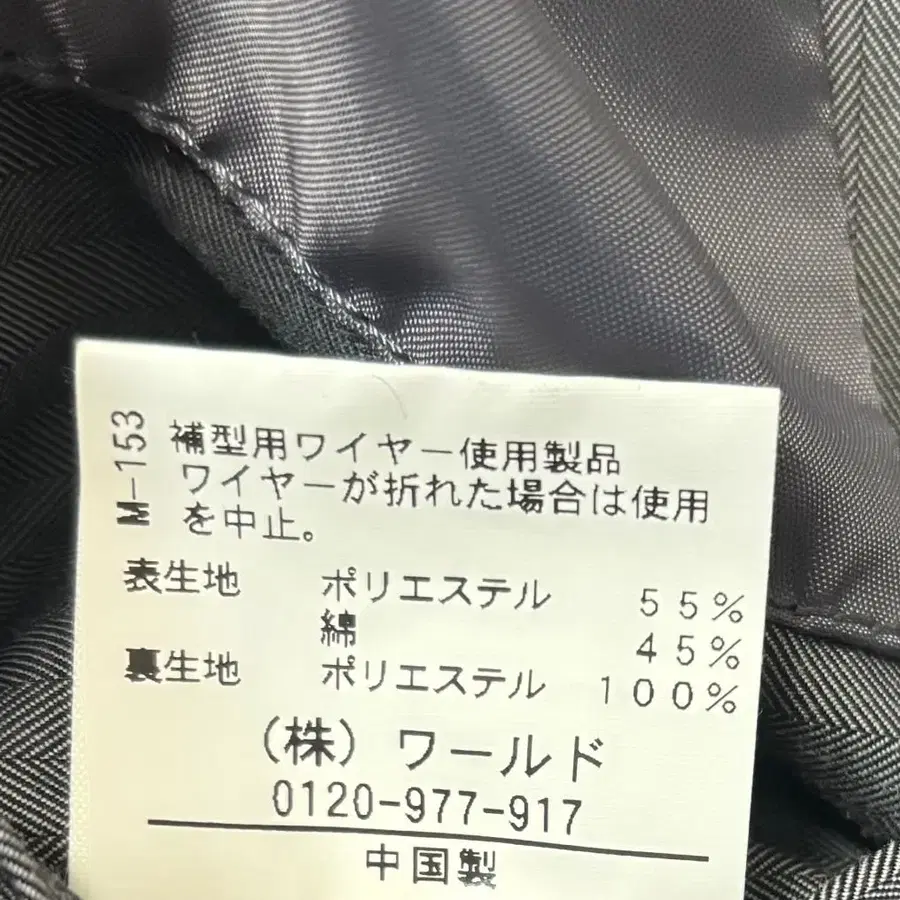 M-153
補型用ワイヤー使用製品
ワイヤーが折れた場合は使用
を中止。
表生地 ポリエステル 55%
綿 45%
裏生地 ポリエステル 100%
(株)ワールド
0120-977-917
中国製